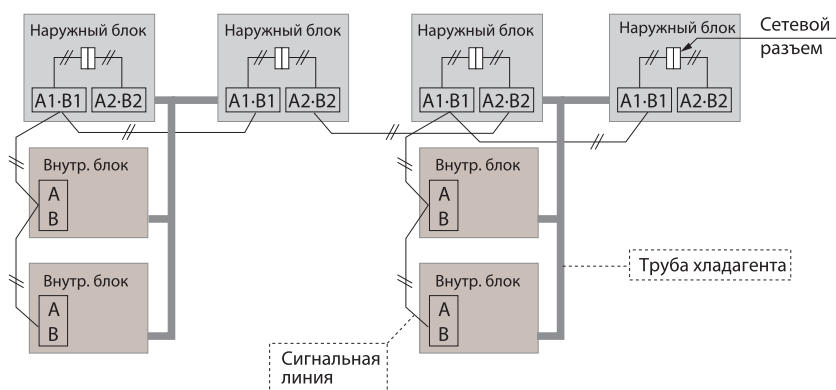 Наружный блок
Наружный блок
Наружный блок
Наружный блок
Сетевой
разъем
A1·B1
A2·B2
A1·B1
A2·B2
A1·B1
A2·B2
A1·B1
A2·B2
Внутр. блок
A
B
Внутр. блок
A
B
Внутр. блок
A
B
Внутр. блок
A
B
Труба хладагента
Сигнальная
линия